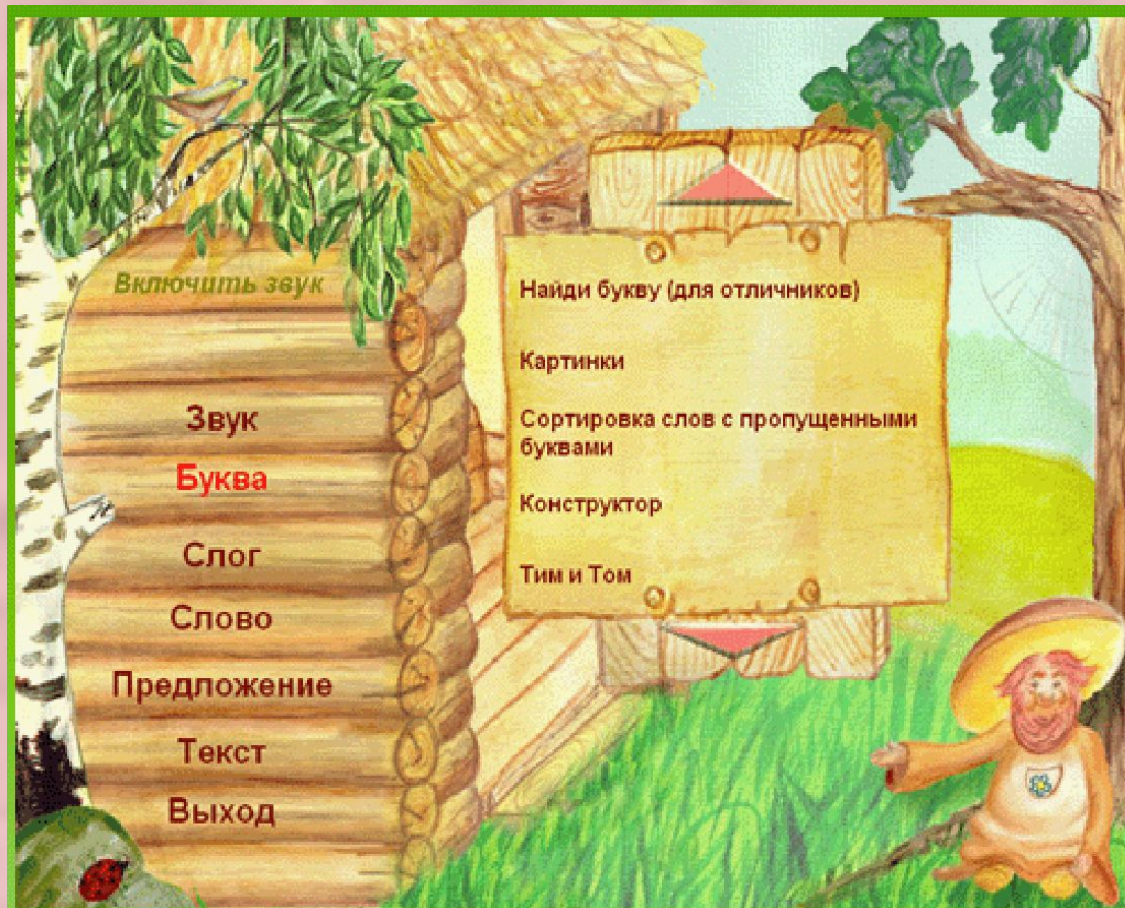 Включить звук
Звук
Буква
Слог
Слово
Предложение
Текст
Выход
Найди букву (для отличников)
Картинки
Сортировка слов с пропущенными
буквами
Конструктор
Тим и Том